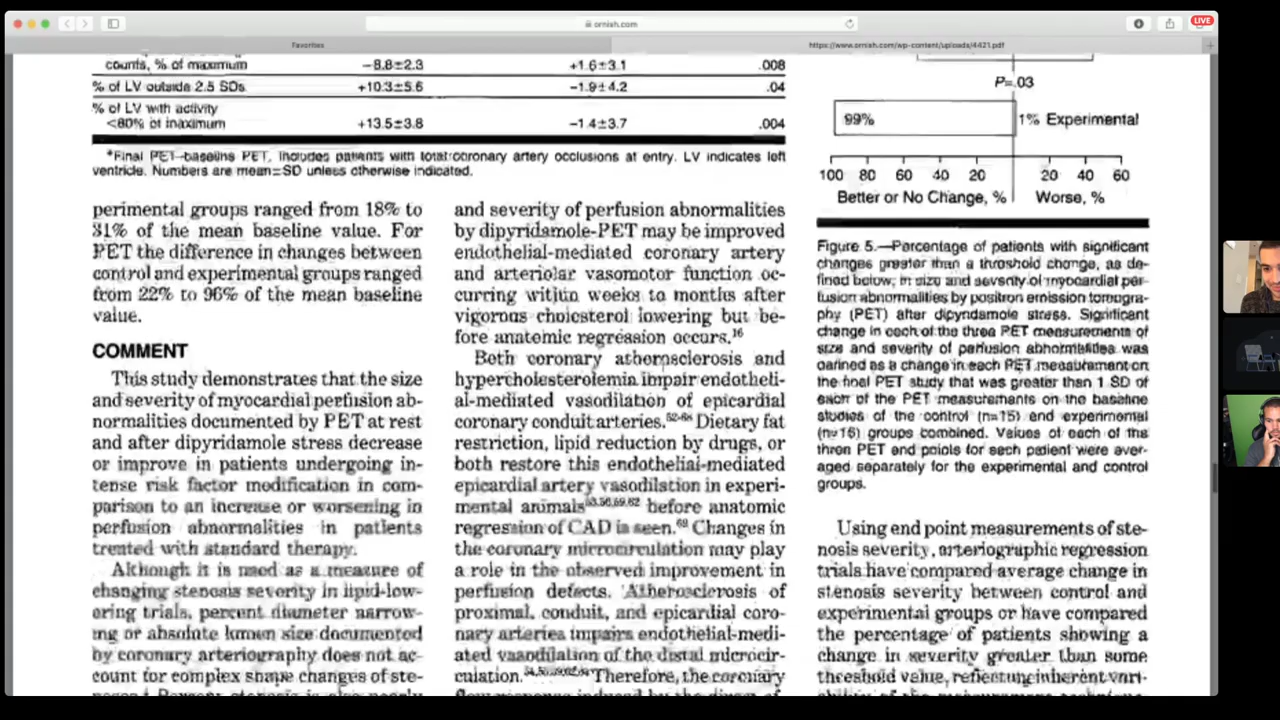 LIVE
ornish.com
Favorites
https://www.ornish.com/wp-content/uploads/4421.pdf
counts, % of maximum −8.8±2.3 +1.6±3.1 .008
% of LV outside 2.5 SDs +10.3±5.6 −1.9±4.2 .04
% of LV with activity
<80% of maximum +13.5±3.8 −1.4±3.7 .004
*Final PET–baseline PET, includes patients with total coronary artery occlusions at entry. LV indicates left
ventricle. Numbers are mean±SD unless otherwise indicated.
perimental groups ranged from 18% to
31% of the mean baseline value. For
PET the difference in changes between
control and experimental groups ranged
from 22% to 96% of the mean baseline
value.
COMMENT
This study demonstrates that the size
and severity of myocardial perfusion ab-
normalities documented by PET at rest
and after dipyridamole stress decrease
or improve in patients undergoing in-
tense risk factor modification in com-
parison to an increase or worsening in
perfusion abnormalities in patients
treated with standard therapy.
Although it is used as a measure of
changing stenosis severity in lipid-low-
ering trials, percent diameter narrow-
ing or absolute lumen size documented
by coronary arteriography does not ac-
count for complex shape changes of ste-
and severity of perfusion abnormalities
by dipyridamole-PET may be improved
endothelial-mediated coronary artery
and arteriolar vasomotor function oc-
curring within weeks to months after
vigorous cholesterol lowering but be-
fore anatomic regression occurs.16
Both coronary atherosclerosis and
hypercholesterolemia impair endotheli-
al-mediated vasodilation of epicardial
coronary conduit arteries. Dietary fat
restriction, lipid reduction by drugs, or
both restore this endothelial-mediated
epicardial artery vasodilation in experi-
mental animals before anatomic
regression of CAD is seen. Changes in
the coronary microcirculation may play
a role in the observed improvement in
perfusion defects. Atherosclerosis of
proximal, conduit, and epicardial coro-
nary arteries impairs endothelial-medi-
ated vasodilation of the distal microcir-
culation. Therefore, the coronary
P=.03
99% 1% Experimental
100 80 60 40 20 20 40 60
Better or No Change, % Worse, %
Figure 5.—Percentage of patients with significant
changes greater than a threshold change, as de-
fined below, in size and severity of myocardial per-
fusion abnormalities by positron emission tomogra-
phy (PET) after dipyridamole stress. Significant
change in each of the three PET measurements of
size and severity of perfusion abnormalities was
defined as a change in each PET measurement on
the final PET study that was greater than 1 SD of
each of the PET measurements on the baseline
studies of the control (n=15) and experimental
(n=16) groups combined. Values of each of the
three PET end points for each patient were aver-
aged separately for the experimental and control
groups.
Using end point measurements of ste-
nosis severity, arteriographic regression
trials have compared average change in
stenosis severity between control and
experimental groups or have compared
the percentage of patients showing a
change in severity greater than some
threshold value, reflecting inherent vari-